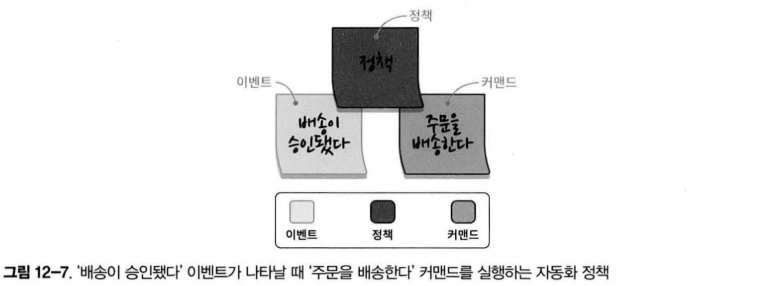 정책
정책
이벤트
커맨드
배송이
승인됐다
주문을
배송한다
이벤트
정책
커맨드
그림 12-7. '배송이 승인됐다' 이벤트가 나타날 때 '주문을 배송한다' 커맨드를 실행하는 자동화 정책